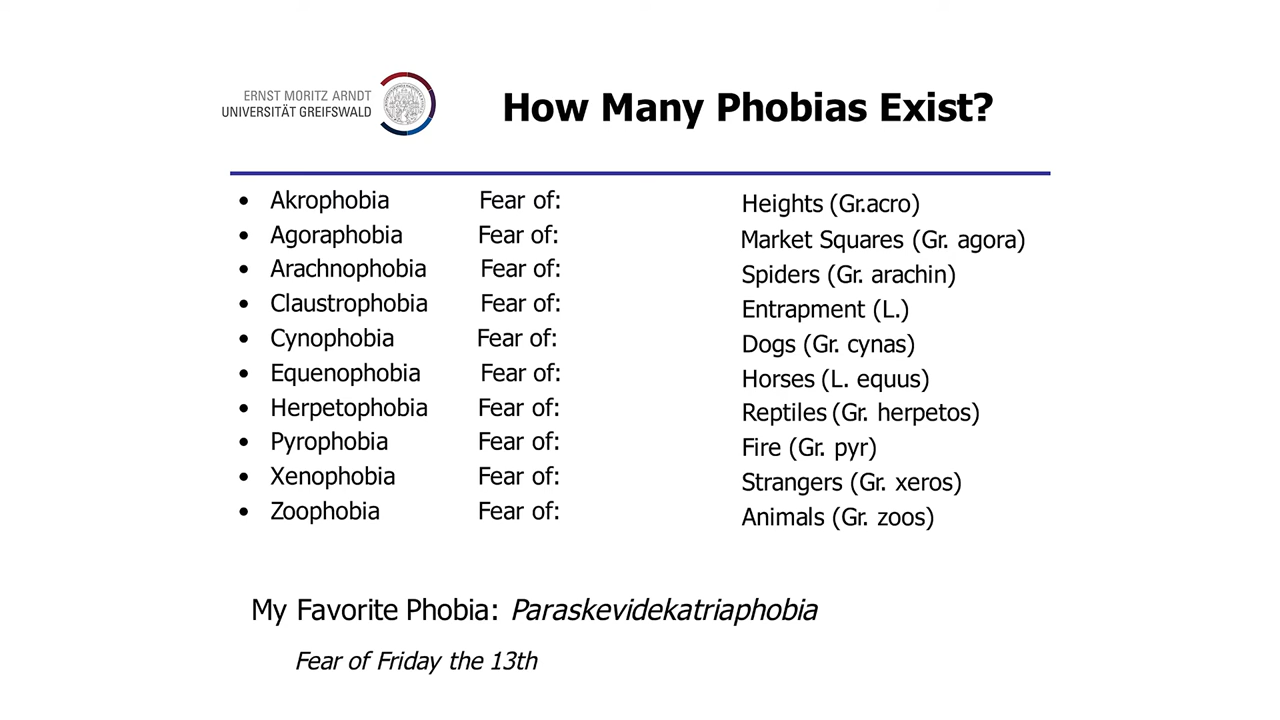 ERNST MORITZ ARNDT
UNIVERSITÄT GREIFSWALD
How Many Phobias Exist?
• Akrophobia Fear of: Heights (Gr.acro)
• Agoraphobia Fear of: Market Squares (Gr. agora)
• Arachnophobia Fear of: Spiders (Gr. arachin)
• Claustrophobia Fear of: Entrapment (L.)
• Cynophobia Fear of: Dogs (Gr. cynas)
• Equenophobia Fear of: Horses (L. equus)
• Herpetophobia Fear of: Reptiles (Gr. herpetos)
• Pyrophobia Fear of: Fire (Gr. pyr)
• Xenophobia Fear of: Strangers (Gr. xeros)
• Zoophobia Fear of: Animals (Gr. zoos)
My Favorite Phobia: Paraskevidekatriaphobia
Fear of Friday the 13th